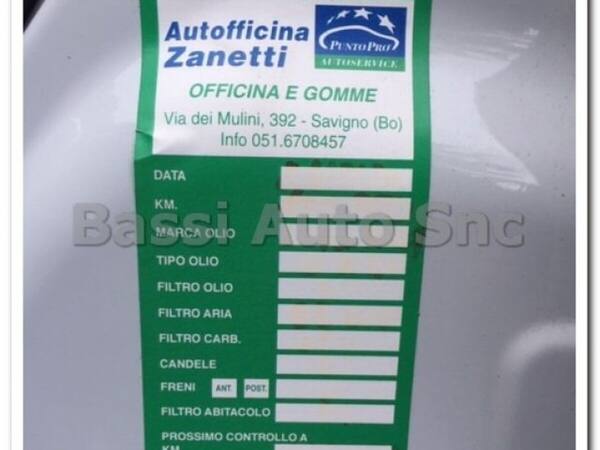 Autofficina
Zanetti
PUNTOPRO
AUTOSERVICE
OFFICINA E GOMME
Via dei Mulini, 392 - Savigno (Bo)
Info 051.6708457
DATA
KM.
Bassi Auto Snc
MARCA OLIO
TIPO OLIO
FILTRO OLIO
FILTRO ARIA
FILTRO CARB.
CANDELE
FRENI ANT. POST.
FILTRO ABITACOLO
PROSSIMO CONTROLLO A
KM